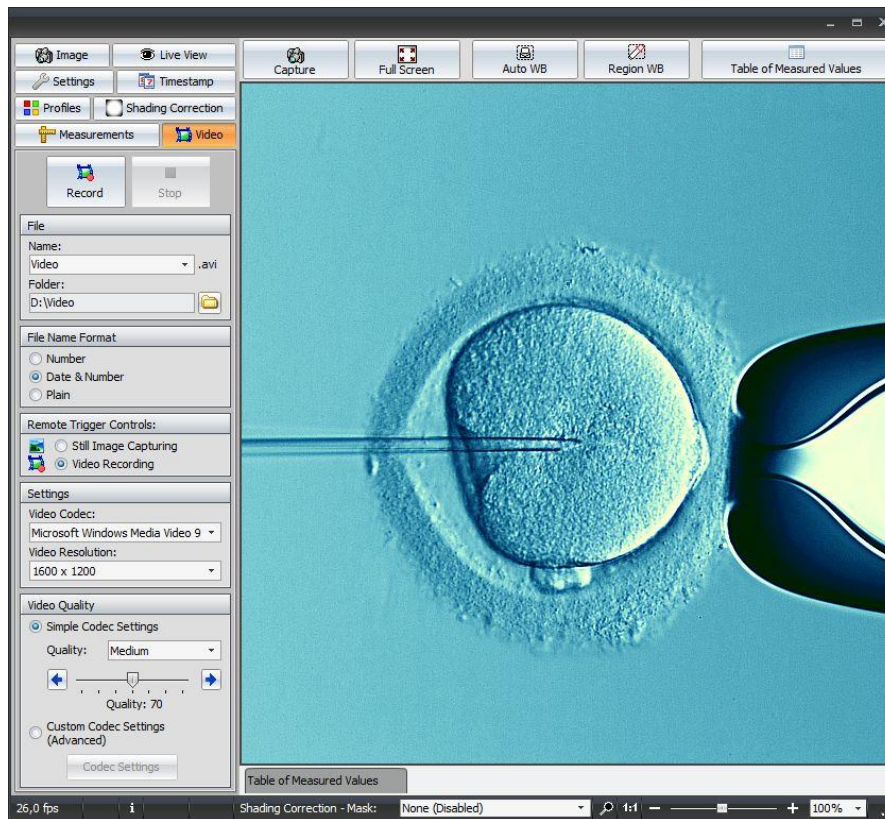 Image
Live View
Settings
Timestamp
Profiles
Shading Correction
Measurements
Video
Capture
Full Screen
Auto WB
Region WB
Table of Measured Values
Record
Stop
File
Name:
Video
.avi
Folder:
D:\Video
File Name Format
Number
Date & Number
Plain
Remote Trigger Controls:
Still Image Capturing
Video Recording
Settings
Video Codec:
Microsoft Windows Media Video 9
Video Resolution:
1600 x 1200
Video Quality
Simple Codec Settings
Quality:
Medium
Quality: 70
Custom Codec Settings
(Advanced)
Codec Settings
Table of Measured Values
26,0 fps
i
Shading Correction - Mask:
None (Disabled)
1:1
100%